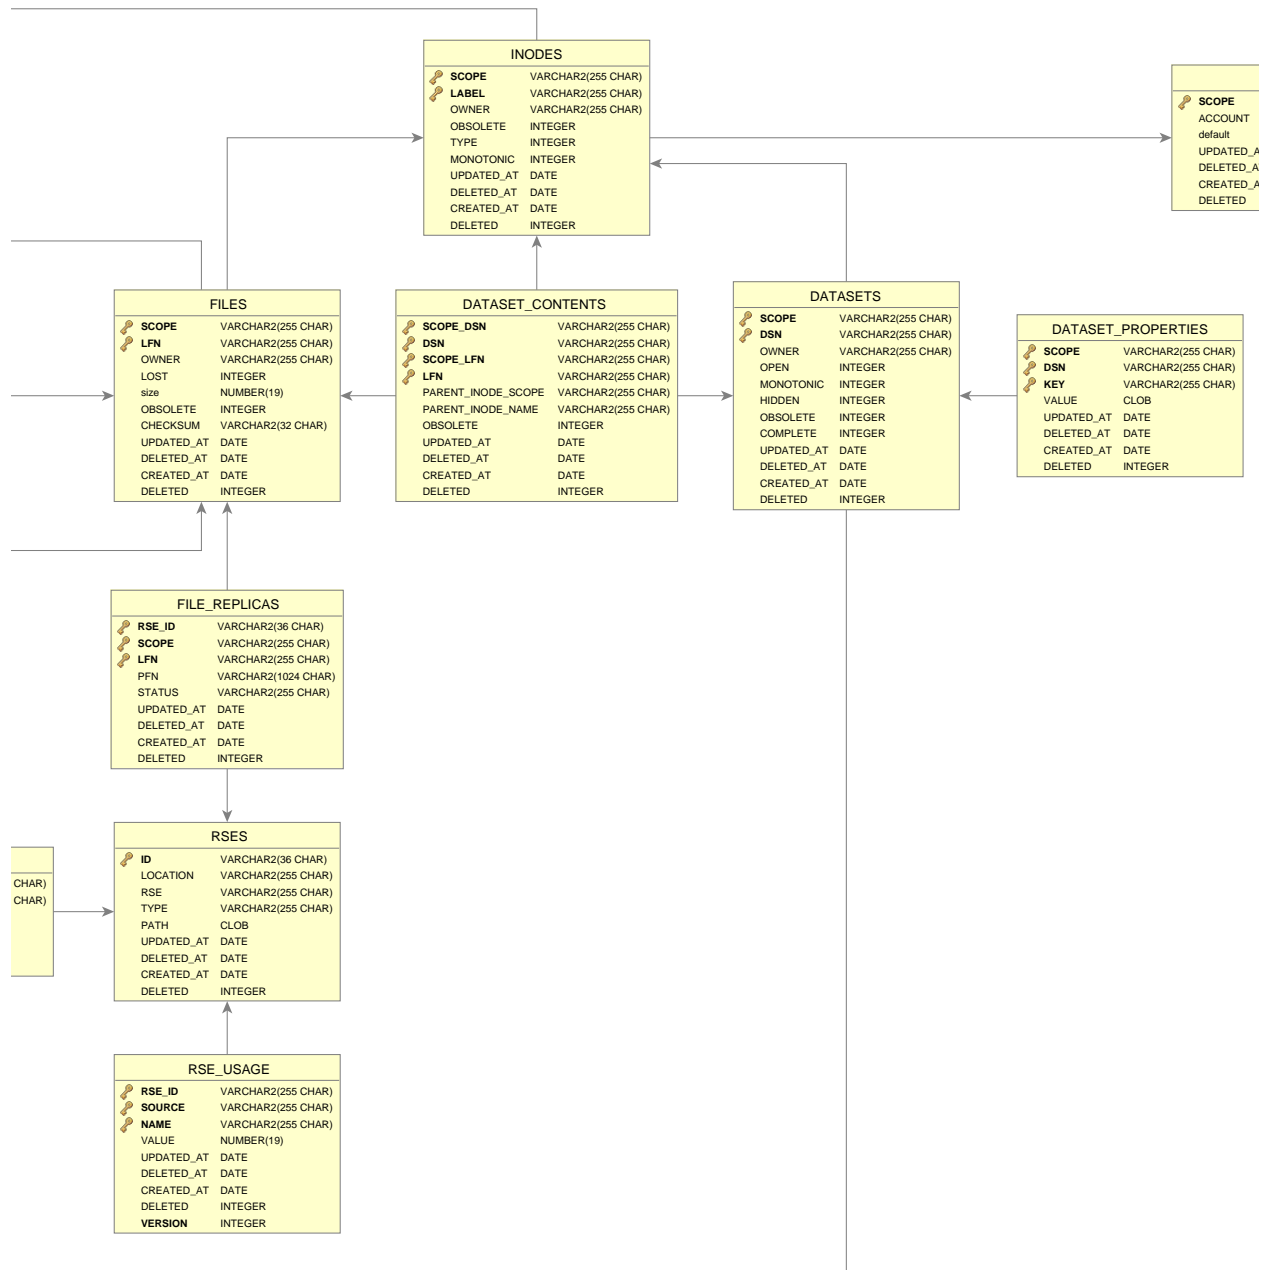 INODES
SCOPE VARCHAR2(255 CHAR)
LABEL VARCHAR2(255 CHAR)
OWNER VARCHAR2(255 CHAR)
OBSOLETE INTEGER
TYPE INTEGER
MONOTONIC INTEGER
UPDATED_AT DATE
DELETED_AT DATE
CREATED_AT DATE
DELETED INTEGER
SCOPE
ACCOUNT
default
UPDATED_A
DELETED_A
CREATED_A
DELETED
FILES
SCOPE VARCHAR2(255 CHAR)
LFN VARCHAR2(255 CHAR)
OWNER VARCHAR2(255 CHAR)
LOST INTEGER
size NUMBER(19)
OBSOLETE INTEGER
CHECKSUM VARCHAR2(32 CHAR)
UPDATED_AT DATE
DELETED_AT DATE
CREATED_AT DATE
DELETED INTEGER
DATASET_CONTENTS
SCOPE_DSN VARCHAR2(255 CHAR)
DSN VARCHAR2(255 CHAR)
SCOPE_LFN VARCHAR2(255 CHAR)
LFN VARCHAR2(255 CHAR)
PARENT_INODE_SCOPE VARCHAR2(255 CHAR)
PARENT_INODE_NAME VARCHAR2(255 CHAR)
OBSOLETE INTEGER
UPDATED_AT DATE
DELETED_AT DATE
CREATED_AT DATE
DELETED INTEGER
DATASETS
SCOPE VARCHAR2(255 CHAR)
DSN VARCHAR2(255 CHAR)
OWNER VARCHAR2(255 CHAR)
OPEN INTEGER
MONOTONIC INTEGER
HIDDEN INTEGER
OBSOLETE INTEGER
COMPLETE INTEGER
UPDATED_AT DATE
DELETED_AT DATE
CREATED_AT DATE
DELETED INTEGER
DATASET_PROPERTIES
SCOPE VARCHAR2(255 CHAR)
DSN VARCHAR2(255 CHAR)
KEY VARCHAR2(255 CHAR)
VALUE CLOB
UPDATED_AT DATE
DELETED_AT DATE
CREATED_AT DATE
DELETED INTEGER
FILE_REPLICAS
RSE_ID VARCHAR2(36 CHAR)
SCOPE VARCHAR2(255 CHAR)
LFN VARCHAR2(255 CHAR)
PFN VARCHAR2(1024 CHAR)
STATUS VARCHAR2(255 CHAR)
UPDATED_AT DATE
DELETED_AT DATE
CREATED_AT DATE
DELETED INTEGER
CHAR)
CHAR)
RSES
ID VARCHAR2(36 CHAR)
LOCATION VARCHAR2(255 CHAR)
RSE VARCHAR2(255 CHAR)
TYPE VARCHAR2(255 CHAR)
PATH CLOB
UPDATED_AT DATE
DELETED_AT DATE
CREATED_AT DATE
DELETED INTEGER
RSE_USAGE
RSE_ID VARCHAR2(255 CHAR)
SOURCE VARCHAR2(255 CHAR)
NAME VARCHAR2(255 CHAR)
VALUE NUMBER(19)
UPDATED_AT DATE
DELETED_AT DATE
CREATED_AT DATE
DELETED INTEGER
VERSION INTEGER